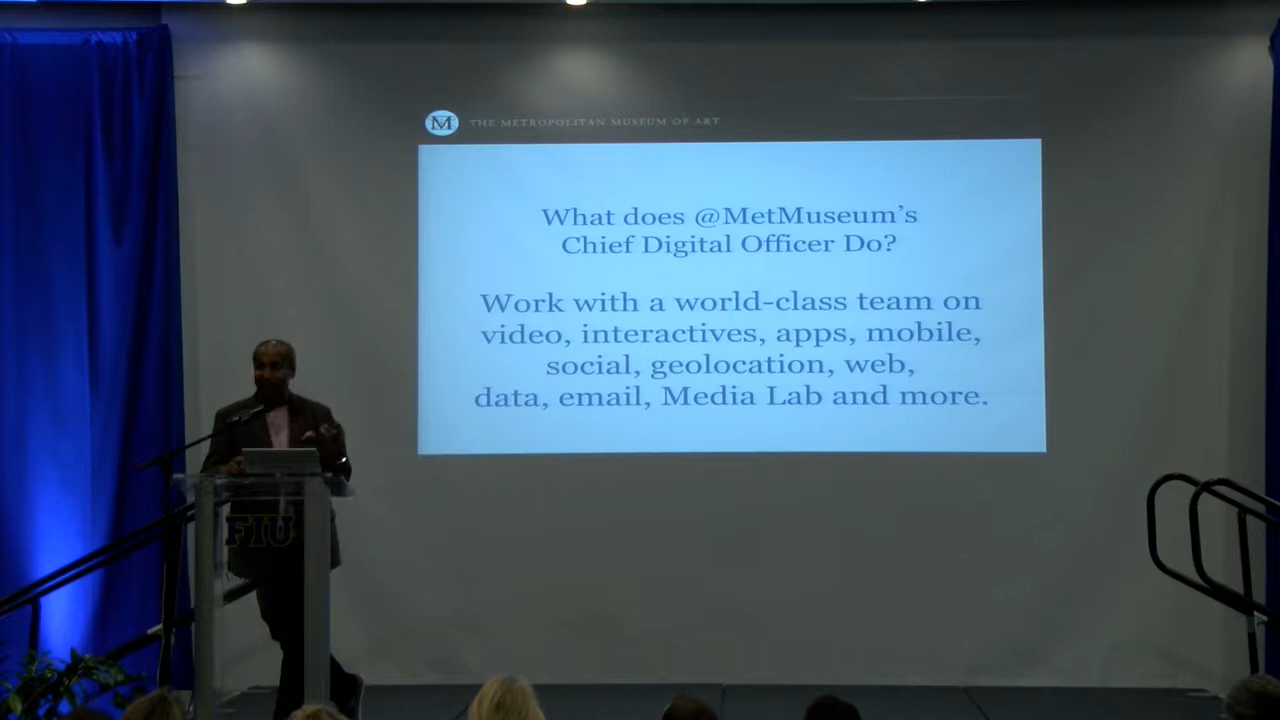 M THE METROPOLITAN MUSEUM OF ART
What does @MetMuseum’s
Chief Digital Officer Do?
Work with a world-class team on
video, interactives, apps, mobile,
social, geolocation, web,
data, email, Media Lab and more.
FIU